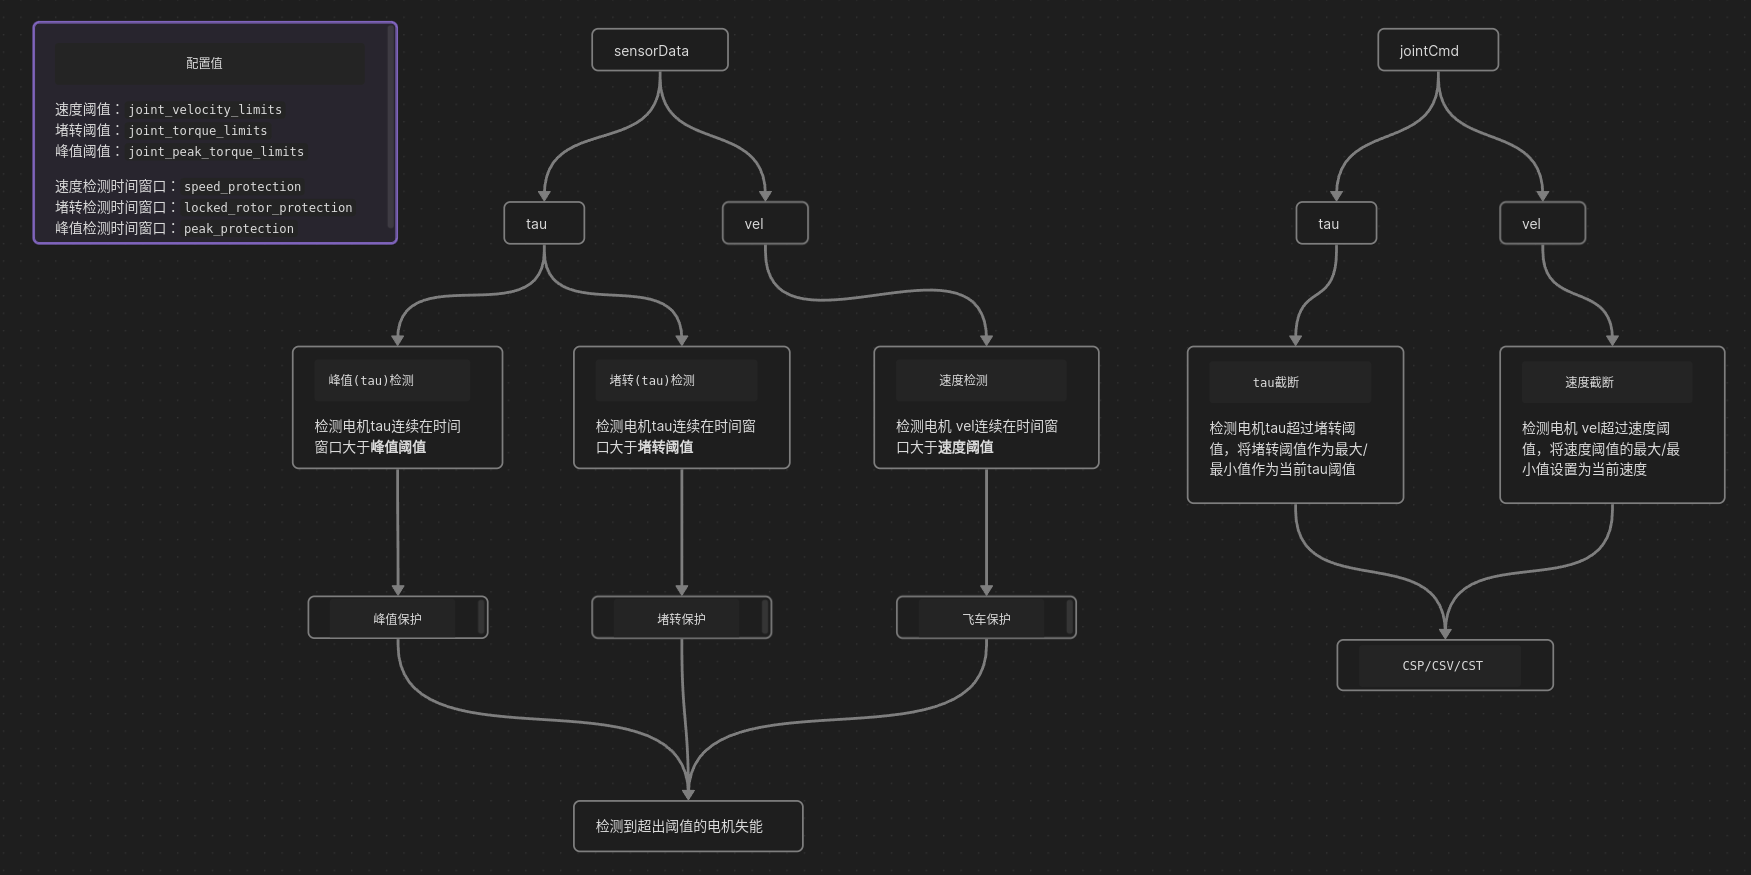 配置值
速度阈值： joint_velocity_limits
堵转阈值： joint_torque_limits
峰值阈值： joint_peak_torque_limits
速度检测时间窗口： speed_protection
堵转检测时间窗口： locked_rotor_protection
峰值检测时间窗口： peak_protection
sensorData
tau
vel
峰值(tau)检测
检测电机tau连续在时间
窗口大于峰值阈值
堵转(tau)检测
检测电机tau连续在时间窗
口大于堵转阈值
速度检测
检测电机 vel连续在时间窗
口大于速度阈值
峰值保护
堵转保护
飞车保护
检测到超出阈值的电机失能
jointCmd
tau
vel
tau截断
检测电机tau超过堵转阈
值，将堵转阈值作为最大/
最小值作为当前tau阈值
速度截断
检测电机 vel超过速度阈
值，将速度阈值的最大/最
小值设置为当前速度
CSP/CSV/CST